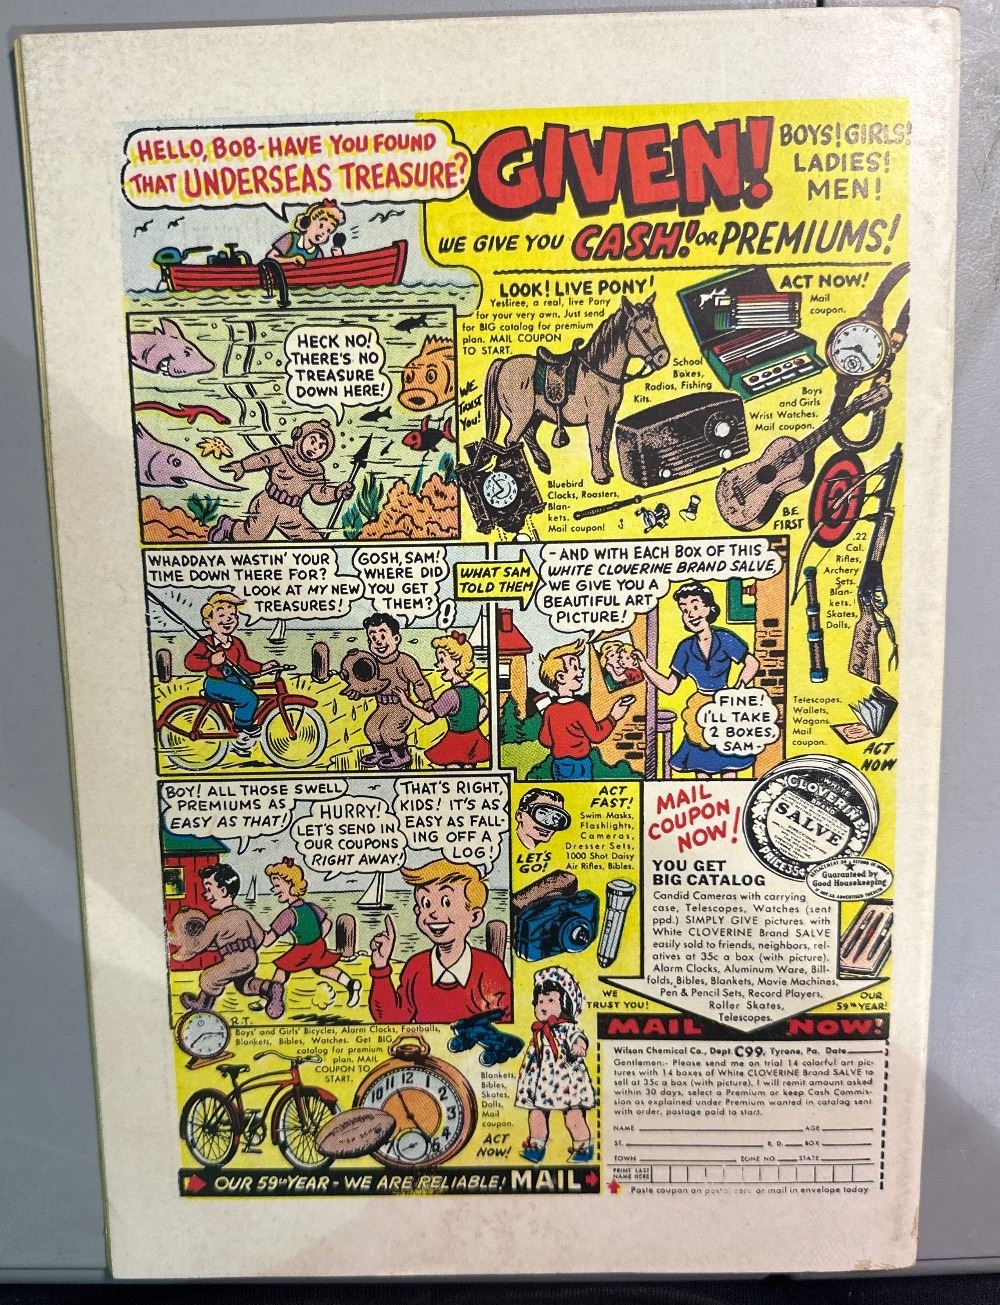 HELLO, BOB-HAVE YOU FOUND
THAT UNDERSEAS TREASURE?
GIVEN!
BOYS! GIRLS!
LADIES!
MEN!
WE GIVE YOU CASH! OR PREMIUMS!
HECK NO!
THERE'S NO
TREASURE
DOWN HERE!
LOOK! LIVE PONY!
Yessiree, a real, live Pony
for your very own. Just send
for BIG catalog for premium
plan. MAIL COUPON
TO START.
ACT NOW!
Mail
coupon.
WE
TRUST
YOU!
School
Boxes,
Radios, Fishing
Kits.
Boys
and Girls
Wrist Watches.
Mail coupon.
Bluebird
Clocks, Roasters,
Blan-
kets.
Mail coupon!
BE
FIRST
.22
Cal.
Rifles,
Archery
Sets.
Blan-
kets.
Skates,
Dolls,
WHADDAYA WASTIN' YOUR
TIME DOWN THERE FOR?
LOOK AT MY NEW
TREASURES!
GOSH, SAM!
WHERE DID
YOU GET
THEM?
!
?
WHAT SAM
TOLD THEM
-AND WITH EACH BOX OF THIS
WHITE CLOVERINE BRAND SALVE,
WE GIVE YOU A
BEAUTIFUL ART
PICTURE!
FINE!
I'LL TAKE
2 BOXES,
SAM-
Telescopes.
Wallets,
Wagons.
Mail
coupon.
ACT
NOW
BOY! ALL THOSE SWELL
PREMIUMS AS
EASY AS THAT!
HURRY!
LET'S SEND IN
OUR COUPONS
RIGHT AWAY!
THAT'S RIGHT,
KIDS! IT'S AS
EASY AS FALL-
ING OFF A
LOG!
R.T.
ACT
FAST!
Swim Masks,
Flashlights,
Cameras,
Dresser Sets,
1000 Shot Daisy
Air Rifles, Bibles.
LET'S
GO!
MAIL
COUPON
NOW!
WHITE
CLOVERINE
BRAND
SALVE
PRICE 35¢
Guaranteed by
Good Housekeeping
YOU GET
BIG CATALOG
Candid Cameras with carrying
case, Telescopes, Watches (sent
ppd.) SIMPLY GIVE pictures with
White CLOVERINE Brand SALVE
easily sold to friends, neighbors, rel-
atives at 35c a box (with picture).
Alarm Clocks, Aluminum Ware, Bill-
folds, Bibles, Blankets, Movie Machines,
Pen & Pencil Sets, Record Players,
Roller Skates,
Telescopes.
WE
TRUST YOU!
OUR
59th YEAR!
MAIL NOW!
Boys' and Girls' Bicycles, Alarm Clocks, Footballs,
Blankets, Bibles, Watches. Get BIG
catalog for premium
plan. MAIL
COUPON TO
START.
Blankets,
Bibles,
Skates,
Dolls,
Mail
coupon.
ACT
NOW!
Wilson Chemical Co., Dept C99, Tyrone, Pa. Date
Gentlemen:- Please send me on trial 14 colorful art pic-
tures with 14 boxes of White CLOVERINE Brand SALVE to
sell at 35c a box (with picture). I will remit amount asked
within 30 days, select a Premium or keep Cash Commis-
sion as explained under Premium wanted in catalog sent
with order, postage paid to start.
NAME AGE
ST. R. D. BOX
TOWN ZONE NO. STATE
PRINT LAST
NAME HERE
Paste coupon on postal card or mail in envelope today
OUR 59th YEAR - WE ARE RELIABLE! MAIL